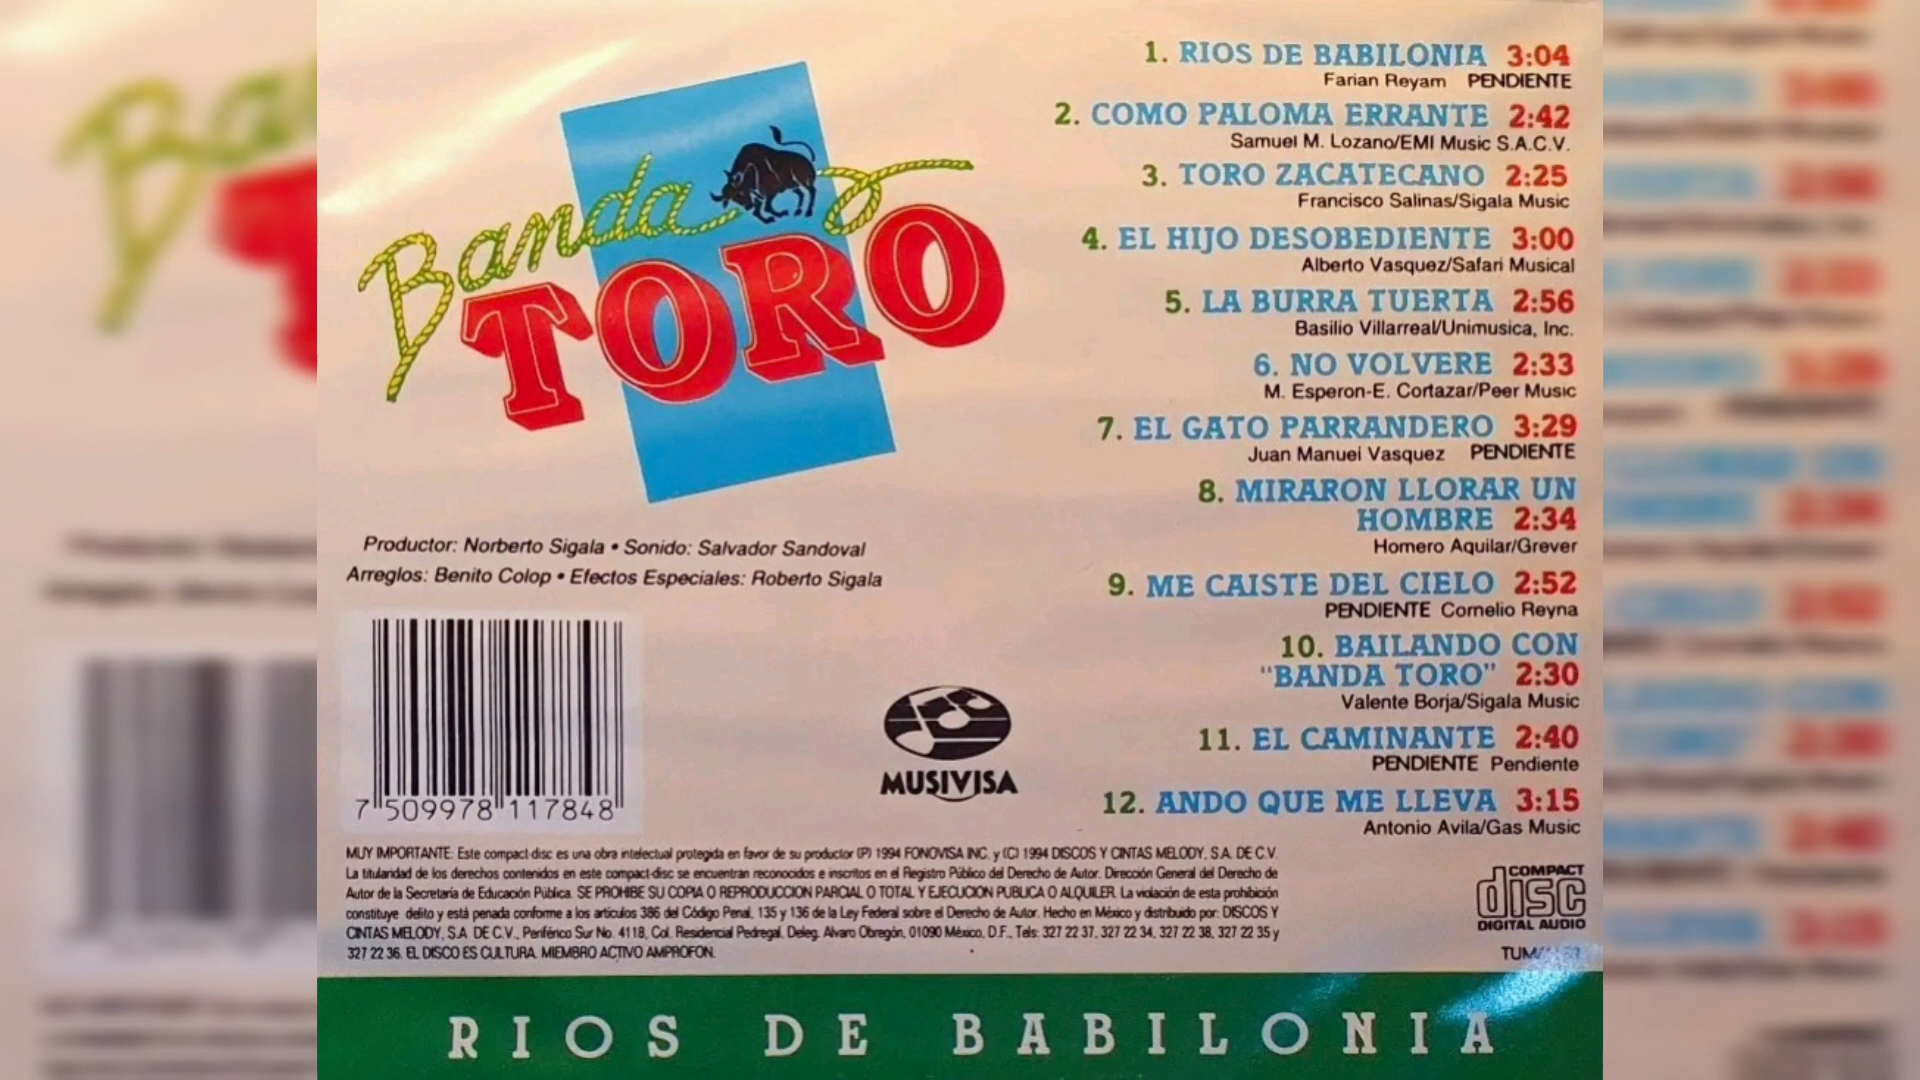 Banda
TORO
Productor: Norberto Sigala • Sonido: Salvador Sandoval
Arreglos: Benito Colop • Efectos Especiales: Roberto Sigala
7 509978 117848
MUSIVISA
1. RIOS DE BABILONIA 3:04
Farian Reyam PENDIENTE
2. COMO PALOMA ERRANTE 2:42
Samuel M. Lozano/EMI Music S.A.C.V.
3. TORO ZACATECANO 2:25
Francisco Salinas/Sigala Music
4. EL HIJO DESOBEDIENTE 3:00
Alberto Vasquez/Safari Musical
5. LA BURRA TUERTA 2:56
Basilio Villarreal/Unimusica, Inc.
6. NO VOLVERE 2:33
M. Esperon-E. Cortazar/Peer Music
7. EL GATO PARRANDERO 3:29
Juan Manuel Vasquez PENDIENTE
8. MIRARON LLORAR UN
HOMBRE 2:34
Homero Aquilar/Grever
9. ME CAISTE DEL CIELO 2:52
PENDIENTE Cornelio Reyna
10. BAILANDO CON
"BANDA TORO" 2:30
Valente Borja/Sigala Music
11. EL CAMINANTE 2:40
PENDIENTE Pendiente
12. ANDO QUE ME LLEVA 3:15
Antonio Avila/Gas Music
MUY IMPORTANTE: Este compact-disc es una obra intelectual protegida en favor de su productor (P) 1994 FONOVISA INC. y (C) 1994 DISCOS Y CINTAS MELODY, S.A. DE C.V.
La titularidad de los derechos contenidos en este compact-disc se encuentran reconocidos e inscritos en el Registro Público del Derecho de Autor. Dirección General del Derecho de
Autor de la Secretaría de Educación Pública. SE PROHIBE SU COPIA O REPRODUCCION PARCIAL O TOTAL Y EJECUCION PUBLICA O ALQUILER. La violación de esta prohibición
constituye delito y está penada conforme a los artículos 386 del Código Penal, 135 y 136 de la Ley Federal sobre el Derecho de Autor. Hecho en México y distribuido por: DISCOS Y
CINTAS MELODY, S.A. DE C.V., Periférico Sur No. 4118, Col. Residencial Pedregal. Deleg. Alvaro Obregón, 01090 México, D.F., Tels: 327 22 37, 327 22 34, 327 22 38, 327 22 35 y
327 22 36. EL DISCO ES CULTURA. MIEMBRO ACTIVO AMPROFON.
COMPACT
disc
DIGITAL AUDIO
RIOS DE BABILONIA